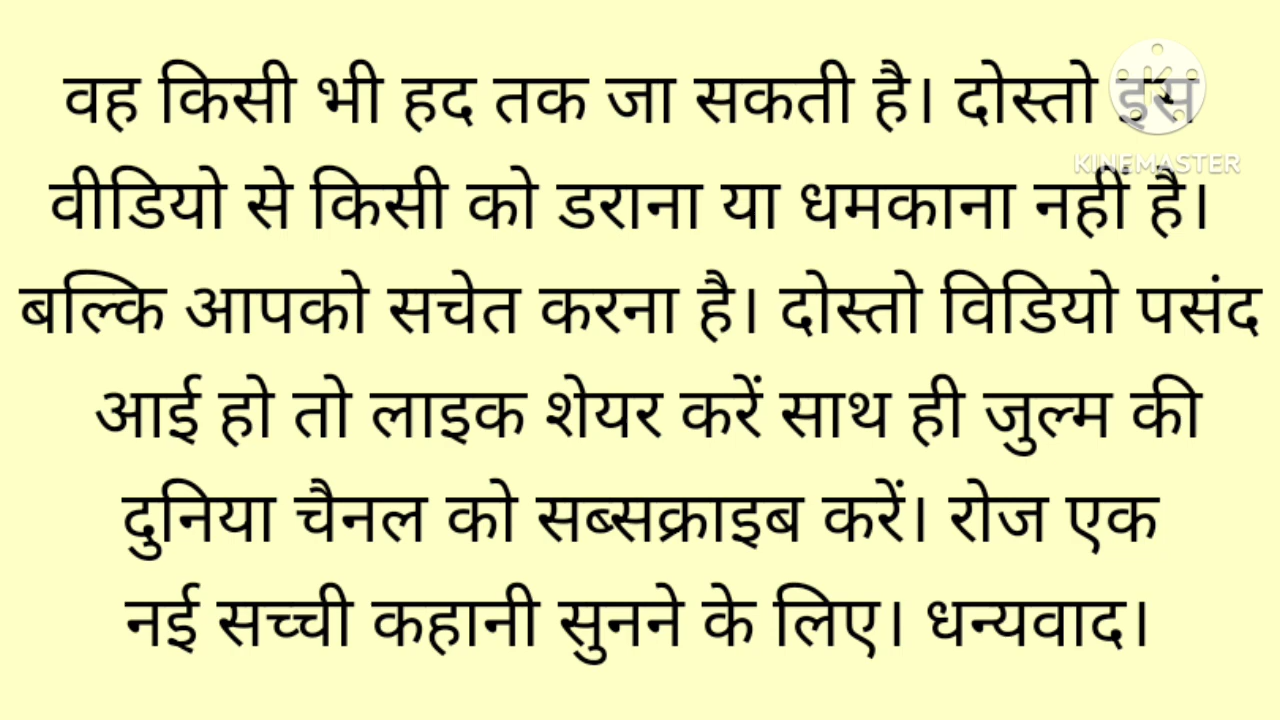 वह किसी भी हद तक जा सकती है। दोस्तो इस
KINEMASTER
वीडियो से किसी को डराना या धमकाना नहीं है।
बल्कि आपको सचेत करना है। दोस्तो विडियो पसंद
आई हो तो लाइक शेयर करें साथ ही जुल्म की
दुनिया चैनल को सब्सक्राइब करें। रोज एक
नई सच्ची कहानी सुनने के लिए। धन्यवाद।